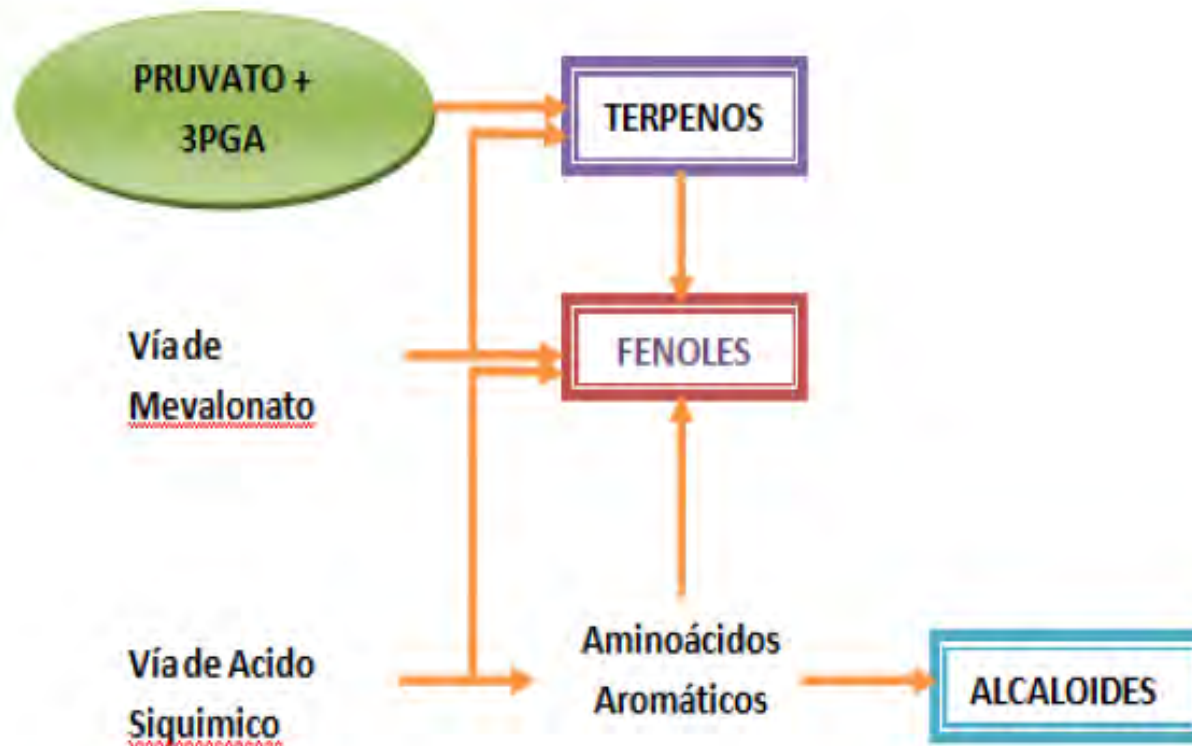 PRUVATO +
3PGA
TERPENOS
Vía de
Mevalonato
FENOLES
Vía de Acido
Siquimico
Aminoácidos
Aromáticos
ALCALOIDES